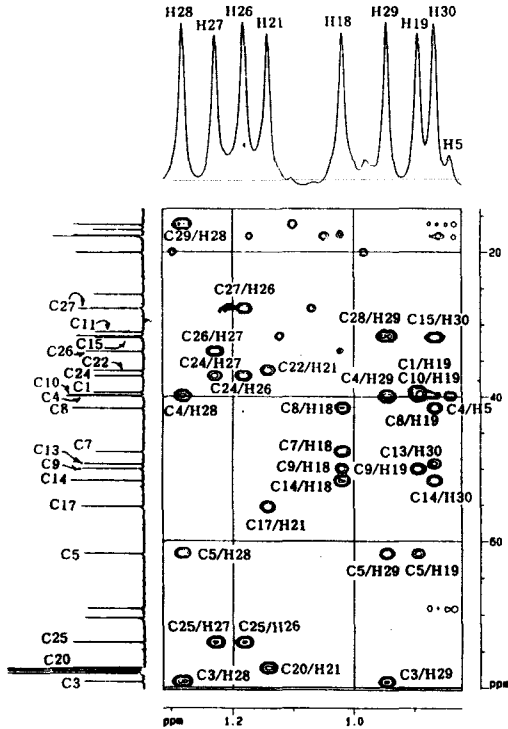 H28 H27 H26 H21 H18 H29 H19 H30
H5
20
C29/H28
C27/H26
C27
C28/H29 C15/H30
C11
C15
C26/H27
C26
C22
C24/H27 C22/H21 C1/H19
C24
C24/H26 C4/H29 C10/H19
C10 C1
C4
40
C4/H28 C8/H18 C8/H19 C4/H5
C8
C7
C7/H18 C13/H30
C13
C9
C9/H18 C9/H19
C14
C14/H18 C14/H30
C17
C17/H21
C5
C5/H28 C5/H29 C5/H19
60
C25/H27 C25/H26
C25
C20
C20/H21
C3
C3/H28 C3/H29
ppm
ppm 1.2 1.0